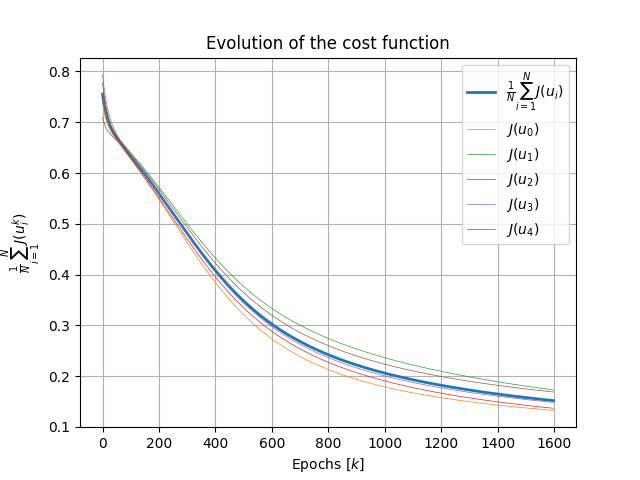 Evolution of the cost function
0.8
0.7
0.6
0.5
0.4
0.3
0.2
0.1
0 200 400 600 800 1000 1200 1400 1600
Epochs [k]
$\frac{1}{N}\sum_{i=1}^{N} J(u_i^k)$
$\frac{1}{N}\sum_{i=1}^{N} J(u_i)$
$J(u_0)$
$J(u_1)$
$J(u_2)$
$J(u_3)$
$J(u_4)$